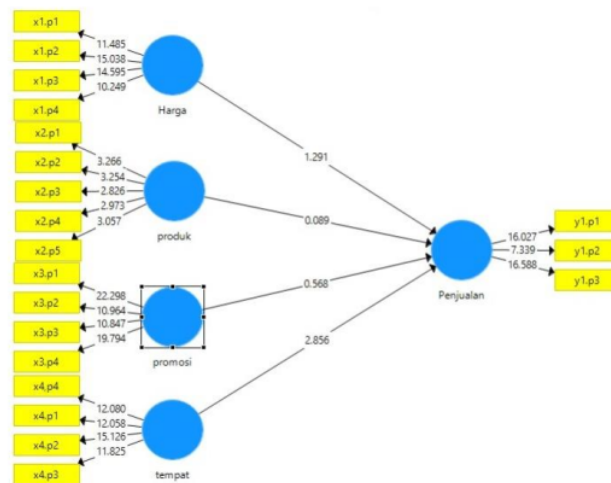 x1.p1
x1.p2
x1.p3
x1.p4
11.485
15.038
14.595
10.249
Harga
x2.p1
x2.p2
x2.p3
x2.p4
x2.p5
3.266
3.254
2.826
2.973
3.057
produk
x3.p1
x3.p2
x3.p3
x3.p4
22.298
10.964
10.847
19.794
promosi
x4,p4
x4.p1
x4.p2
x4.p3
12.080
12.058
15.126
11.825
tempat
1.291
0.089
0.568
2.856
Penjualan
16.027
7.339
16.588
y1.p1
y1.p2
y1.p3